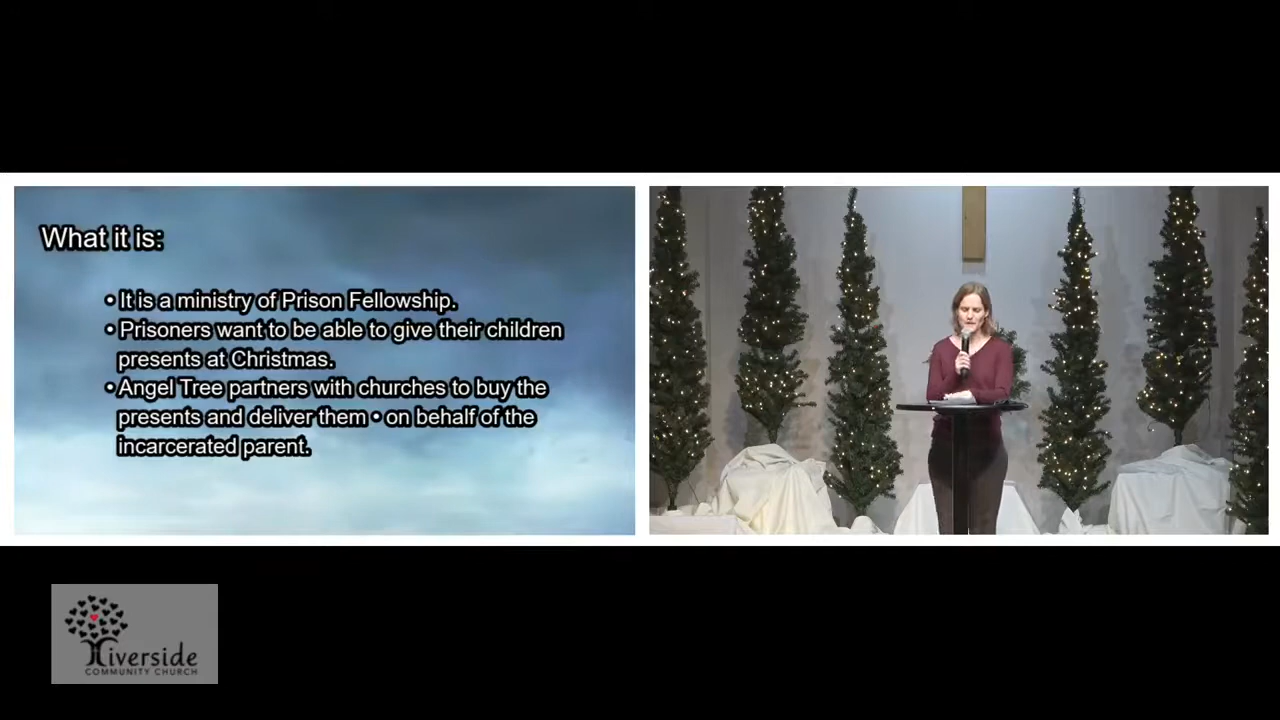 What it is:
• It is a ministry of Prison Fellowship.
• Prisoners want to be able to give their children
presents at Christmas.
• Angel Tree partners with churches to buy the
presents and deliver them • on behalf of the
incarcerated parent.
Riverside
COMMUNITY CHURCH